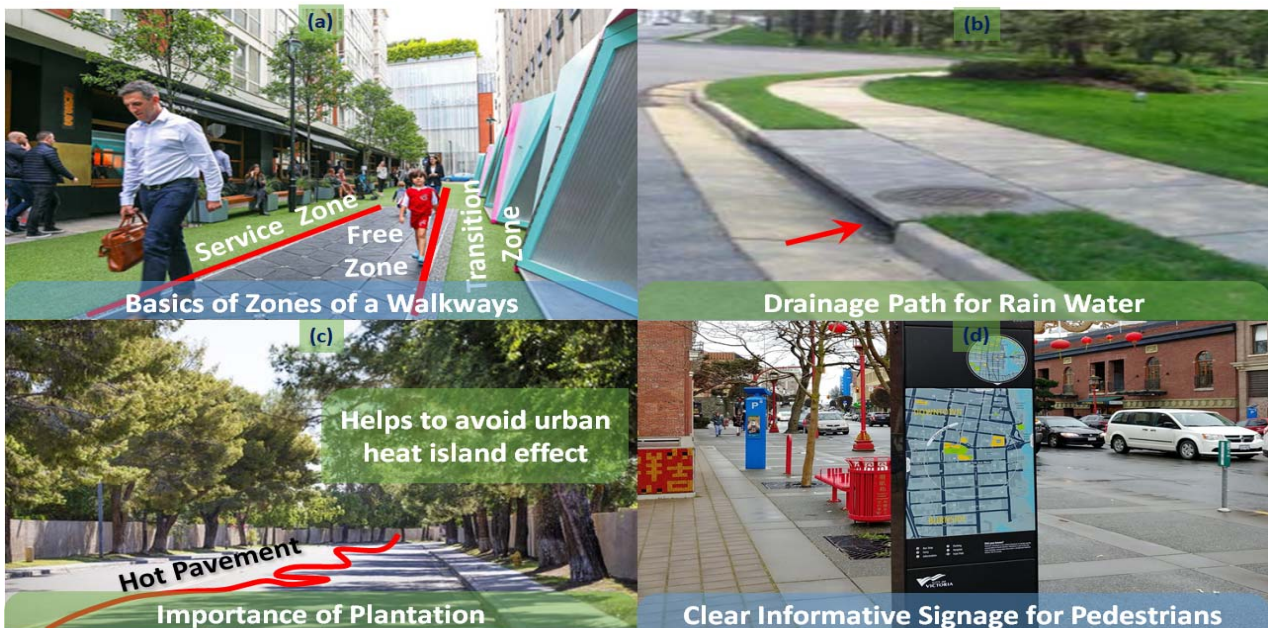 (a)
Service Zone
Free
Zone
Transition
Zone
Basics of Zones of a Walkways
(b)
Drainage Path for Rain Water
(c)
Helps to avoid urban
heat island effect
Hot Pavement
Importance of Plantation
(d)
P
DOWNTOWN
VICTORIA
Clear Informative Signage for Pedestrians